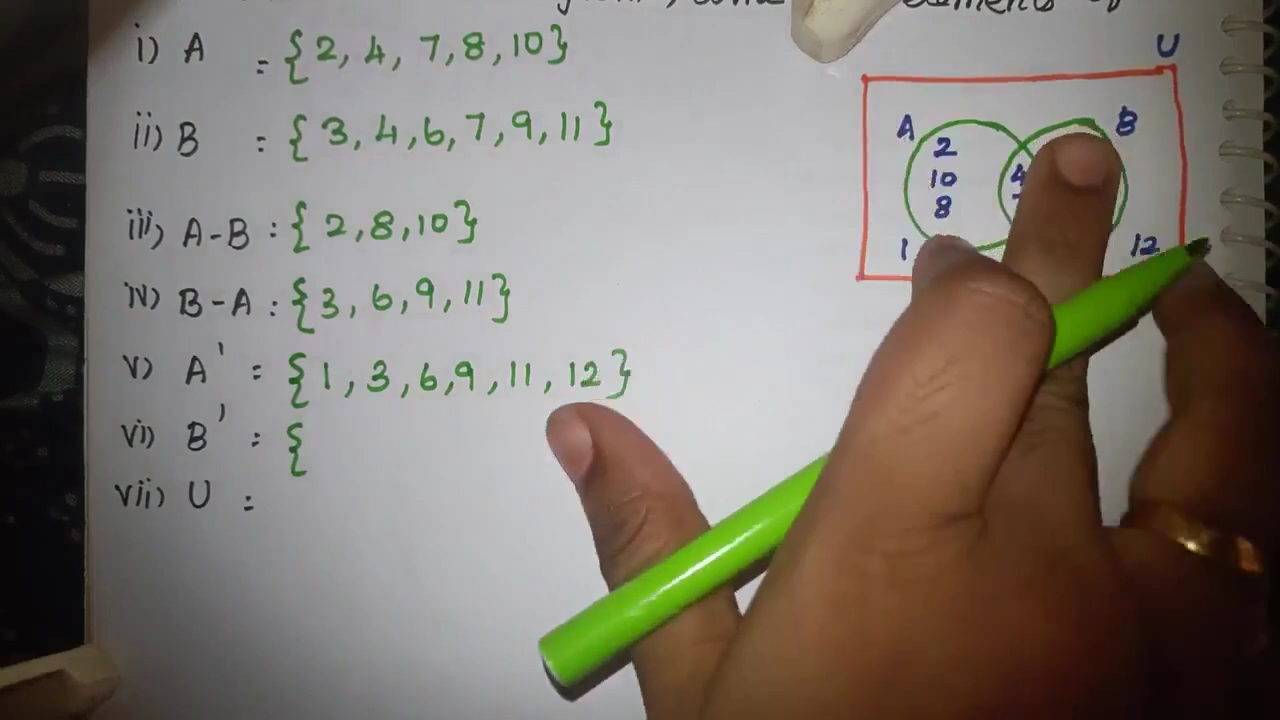 i) A = {2, 4, 7, 8, 10}
ii) B = {3, 4, 6, 7, 9, 11}
iii) A-B : {2, 8, 10}
iv) B-A : {3, 6, 9, 11}
v) A' = {1, 3, 6, 9, 11, 12}
vi) B' = {
vii) U =
U
A B
2
10 4
8
1 12